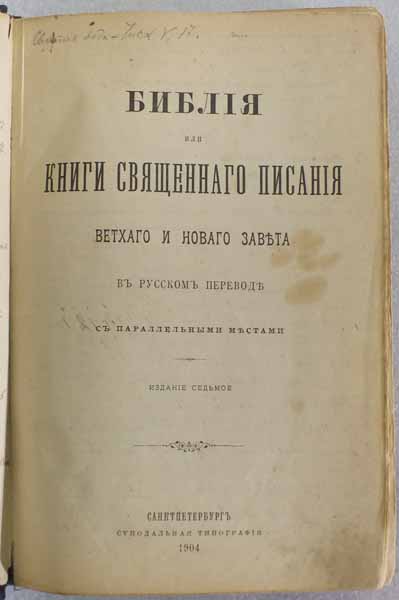 БИБЛІЯ
ИЛИ
КНИГИ СВЯЩЕННАГО ПИСАНІЯ
ВЕТХАГО И НОВАГО ЗАВѢТА
ВЪ РУССКОМЪ ПЕРЕВОДѢ
СЪ ПАРАЛЛЕЛЬНЫМИ МѢСТАМИ
ИЗДАНІЕ СЕДЬМОЕ
САНКТПЕТЕРБУРГЪ
СУНОДАЛЬНАЯ ТИПОГРАФІЯ
1904